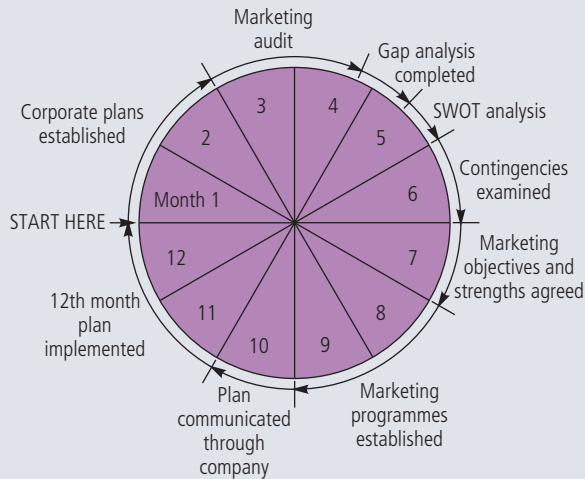 Marketing
audit
Gap analysis
completed
SWOT analysis
Contingencies
examined
Marketing
objectives and
strengths agreed
Marketing
programmes
established
Plan
communicated
through
company
12th month
plan
implemented
START HERE
Corporate plans
established
Month 1
2
3
4
5
6
7
8
9
10
11
12